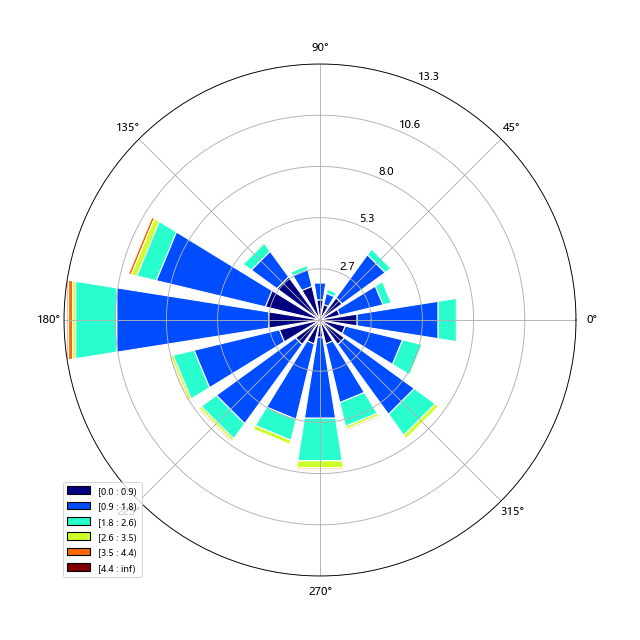 90°
13.3
10.6
135°
45°
8.0
5.3
2.7
180°
0°
[0.0 : 0.9)
[0.9 : 1.8)
225°
315°
[1.8 : 2.6)
[2.6 : 3.5)
[3.5 : 4.4)
[4.4 : inf)
270°